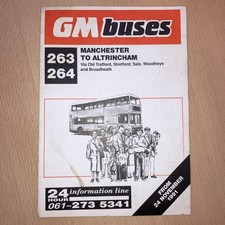 GM buses
263
264
MANCHESTER
TO ALTRINCHAM
Via Old Trafford, Stretford, Sale, Woodheys
and Broadheath
FROM
24 NOVEMBER
1991
24 information line
HOUR 061-273 5341